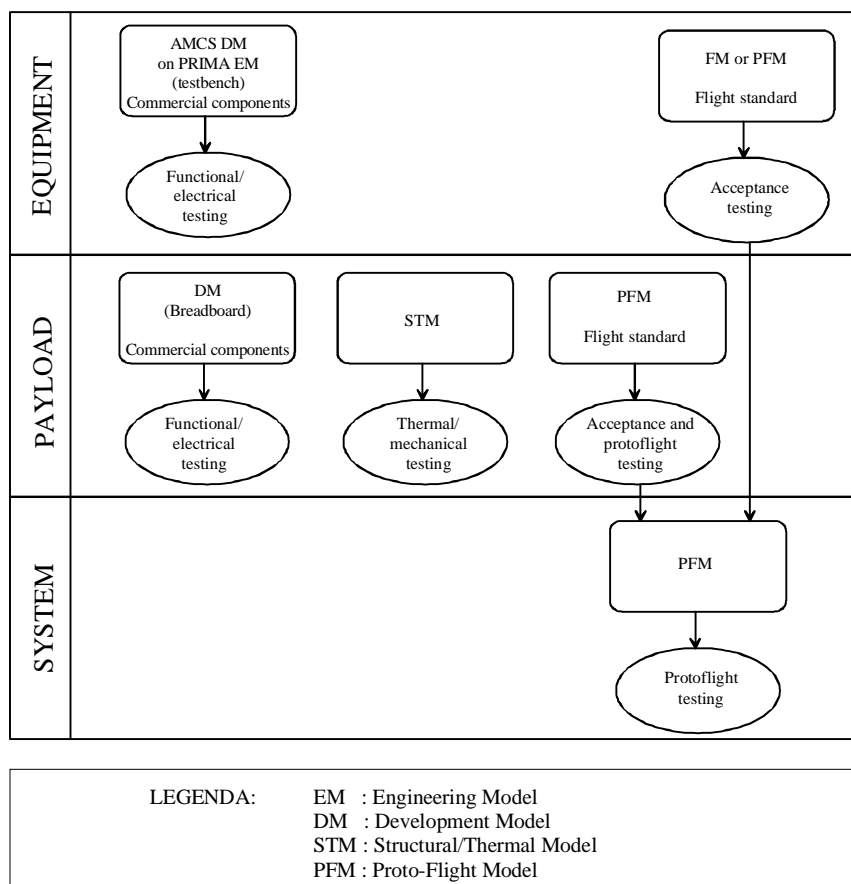 EQUIPMENT
AMCS DM
on PRIMA EM
(testbench)
Commercial components
FM or PFM
Flight standard
Functional/
electrical
testing
Acceptance
testing
PAYLOAD
DM
(Breadboard)
Commercial components
STM
PFM
Flight standard
Functional/
electrical
testing
Thermal/
mechanical
testing
Acceptance and
protoflight
testing
SYSTEM
PFM
Protoflight
testing
LEGENDA:
EM : Engineering Model
DM : Development Model
STM : Structural/Thermal Model
PFM : Proto-Flight Model